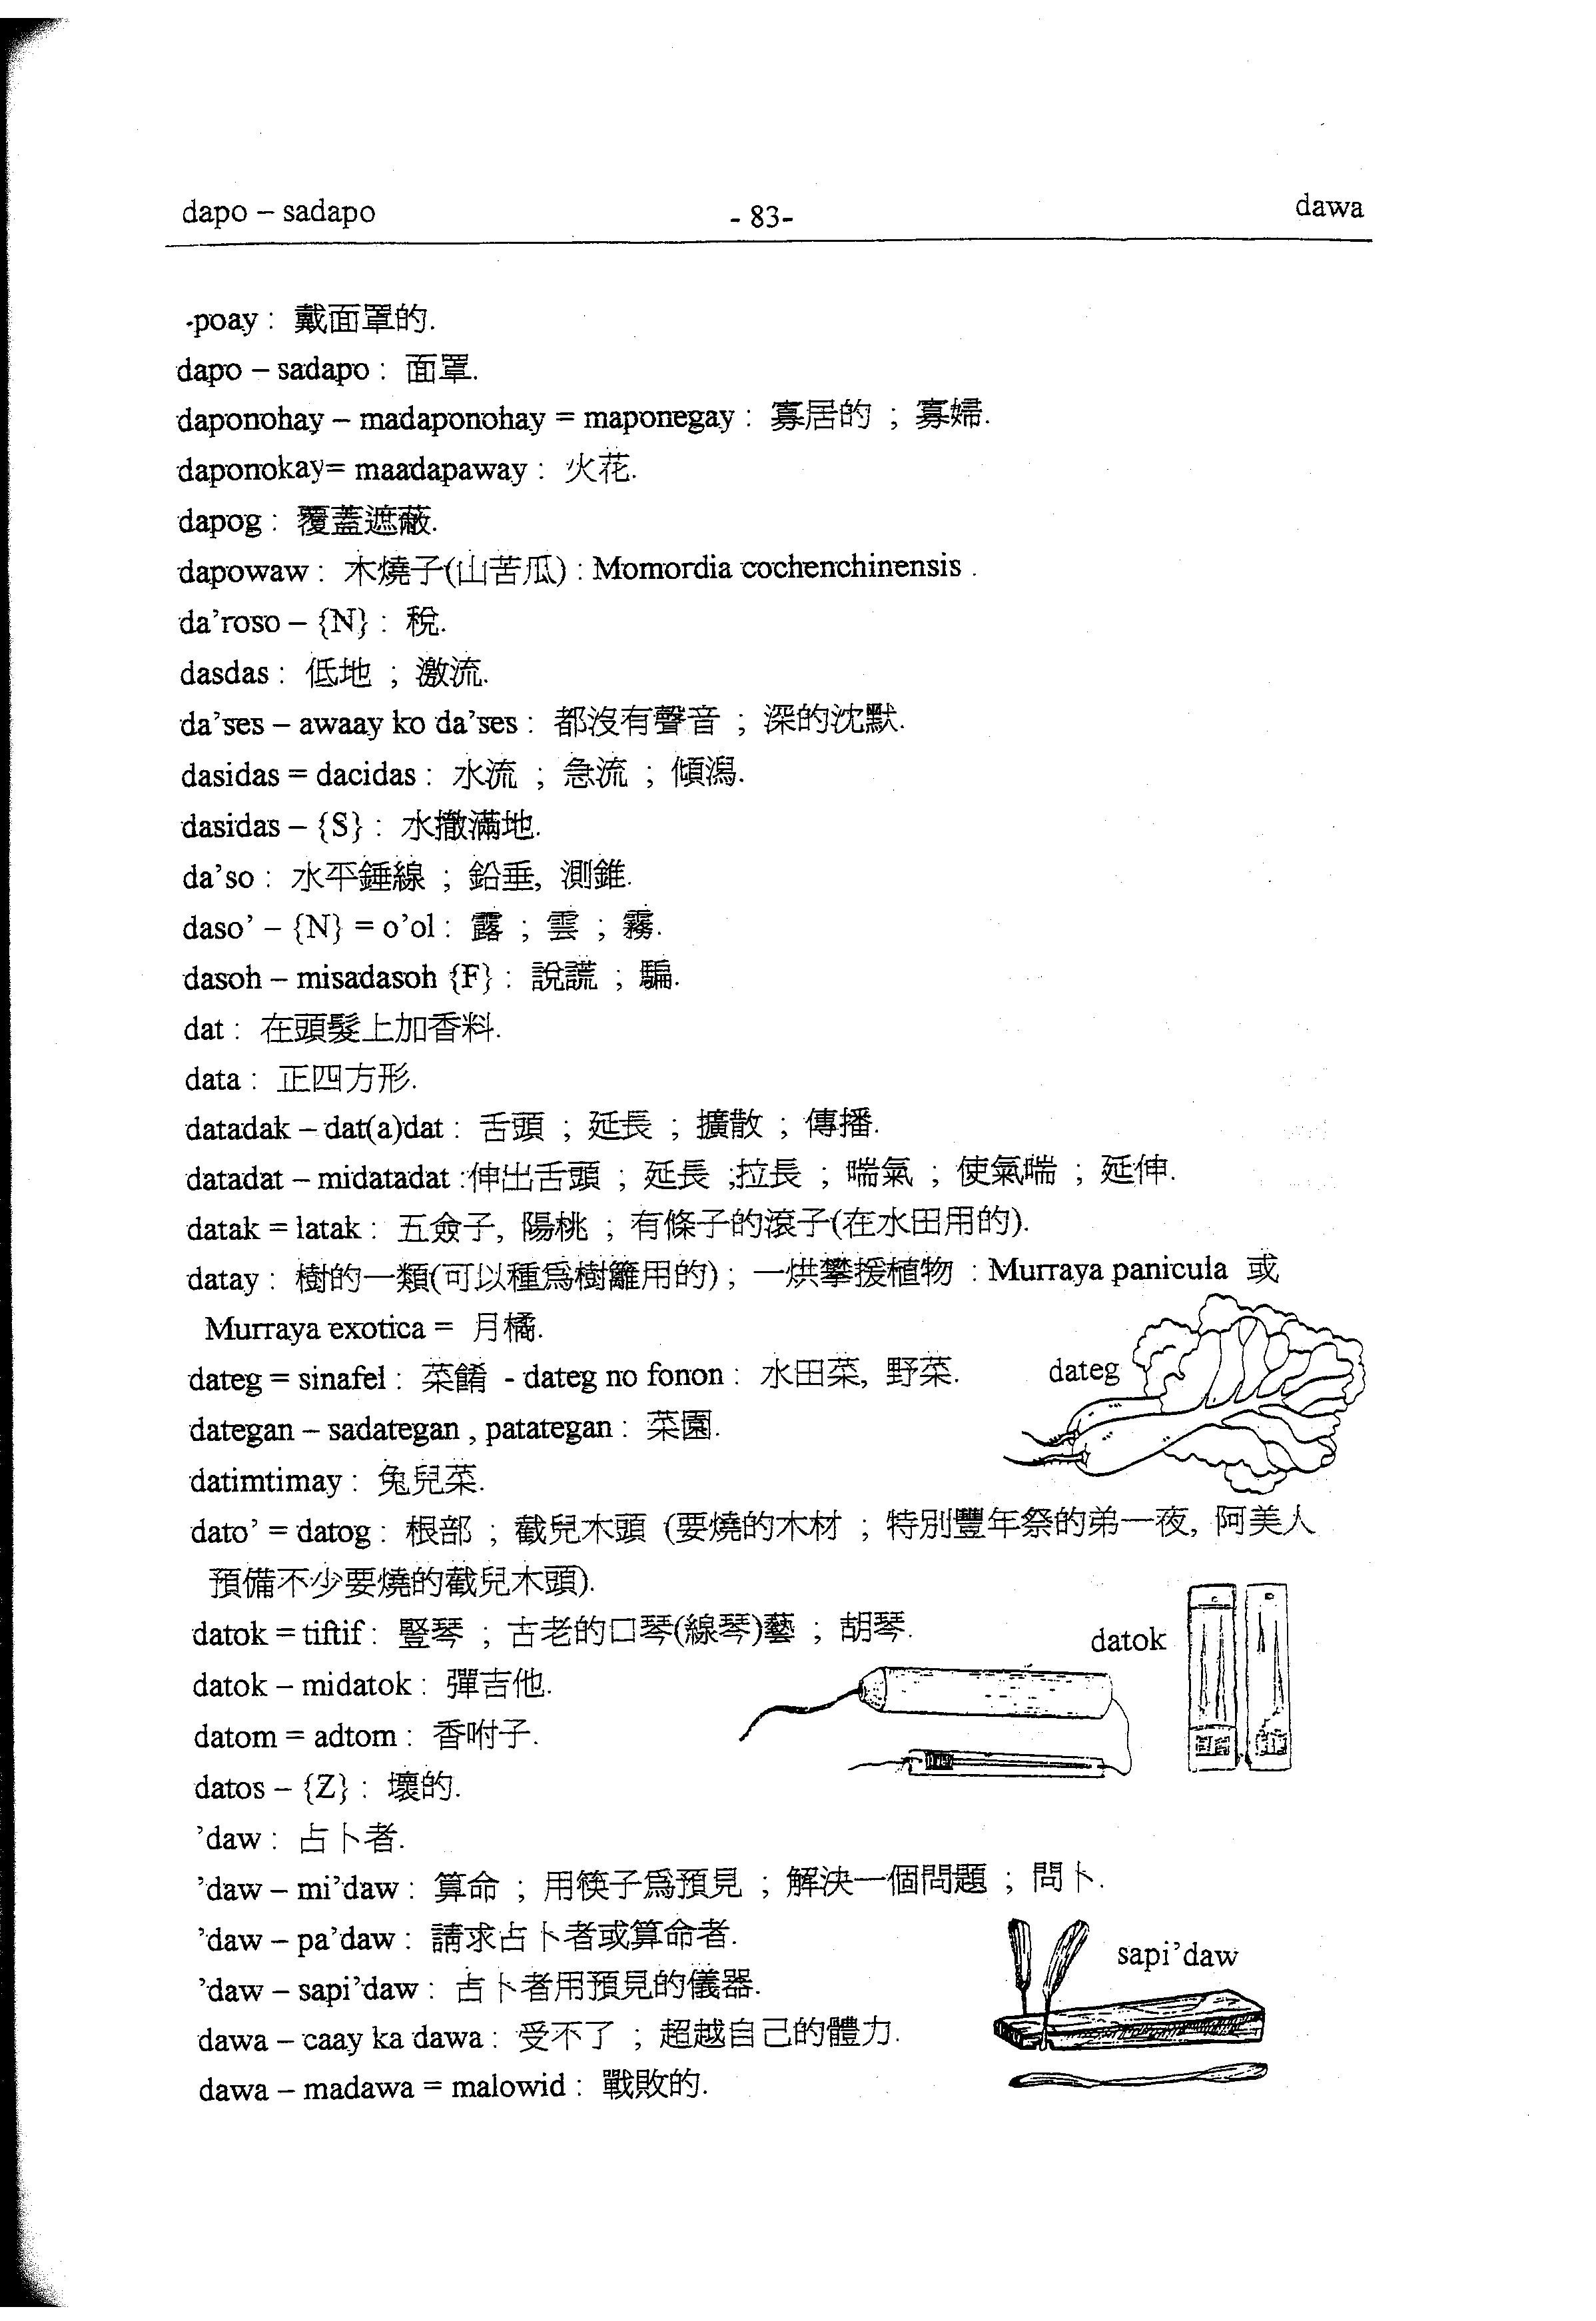 dapo – sadapo - 83- dawa
-poay : 戴面罩的.
dapo – sadapo : 面罩.
daponohay – madaponohay = maponegay : 寡居的 ; 寡婦.
daponokay= maadapaway : 火花.
dapog : 覆蓋遮蔽.
dapowaw : 木燒子(山苦瓜) : Momordia cochenchinensis .
da’roso – {N} : 稅.
dasdas : 低地 ; 激流.
da’ses – awaay ko da’ses : 都沒有聲音 ; 深的沈默.
dasidas = dacidas : 水流 ; 急流 ; 傾瀉.
dasidas – {S} : 水撒滿地.
da’so : 水平錘線 ; 鉛垂, 測錐.
daso’ – {N} = o’ol : 露 ; 雲 ; 霧.
dasoh – misadasoh {F} : 說謊 ; 騙.
dat : 在頭髮上加香料.
data : 正四方形.
datadak – dat(a)dat : 舌頭 ; 延長 ; 擴散 ; 傳播.
datadat – midatadat :伸出舌頭 ; 延長 ;拉長 ; 喘氣 ; 使氣喘 ; 延伸.
datak = latak : 五僉子, 陽桃 ; 有條子的滾子(在水田用的).
datay : 樹的一類(可以種爲樹籬用的) ; 一烘攀援植物 : Murraya panicula 或
Murraya exotica = 月橘.
dateg = sinafel : 菜餚 - dateg no fonon : 水田菜, 野菜.
dateg
dategan – sadategan , patategan : 菜園.
datimtimay : 兔兒菜.
dato’ = datog : 根部 ; 截兒木頭 (要燒的木材 ; 特別豐年祭的弟一夜, 阿美人
預備不少要燒的截兒木頭).
datok = tiftif : 豎琴 ; 古老的口琴(線琴)藝 ; 胡琴.
datok
datok – midatok : 彈吉他.
datom = adtom : 香咐子.
datos – {Z} : 壞的.
’daw : 占卜者.
’daw – mi’daw : 算命 ; 用筷子爲預見 ; 解決一個問題 ; 問卜.
’daw – pa’daw : 請求占卜者或算命者.
sapi’daw
’daw – sapi’daw : 占卜者用預見的儀器.
dawa – caay ka dawa : 受不了 ; 超越自己的體力.
dawa – madawa = malowid : 戰敗的.